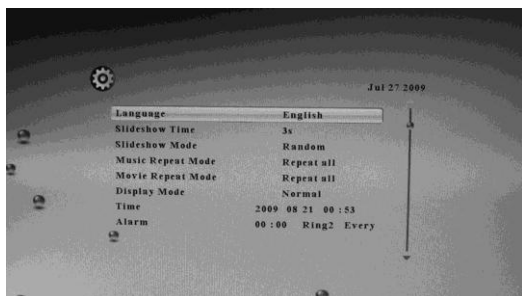 Jul 27 2009
Language English
Slideshow Time 3s
Slideshow Mode Random
Music Repeat Mode Repeat all
Movie Repeat Mode Repeat all
Display Mode Normal
Time 2009 08 21 00 : 53
Alarm 00 : 00 Ring2 Every